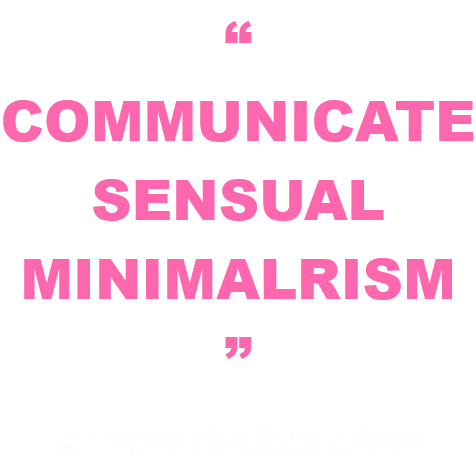 “
COMMUNICATE
SENSUAL
MINIMALRISM
”